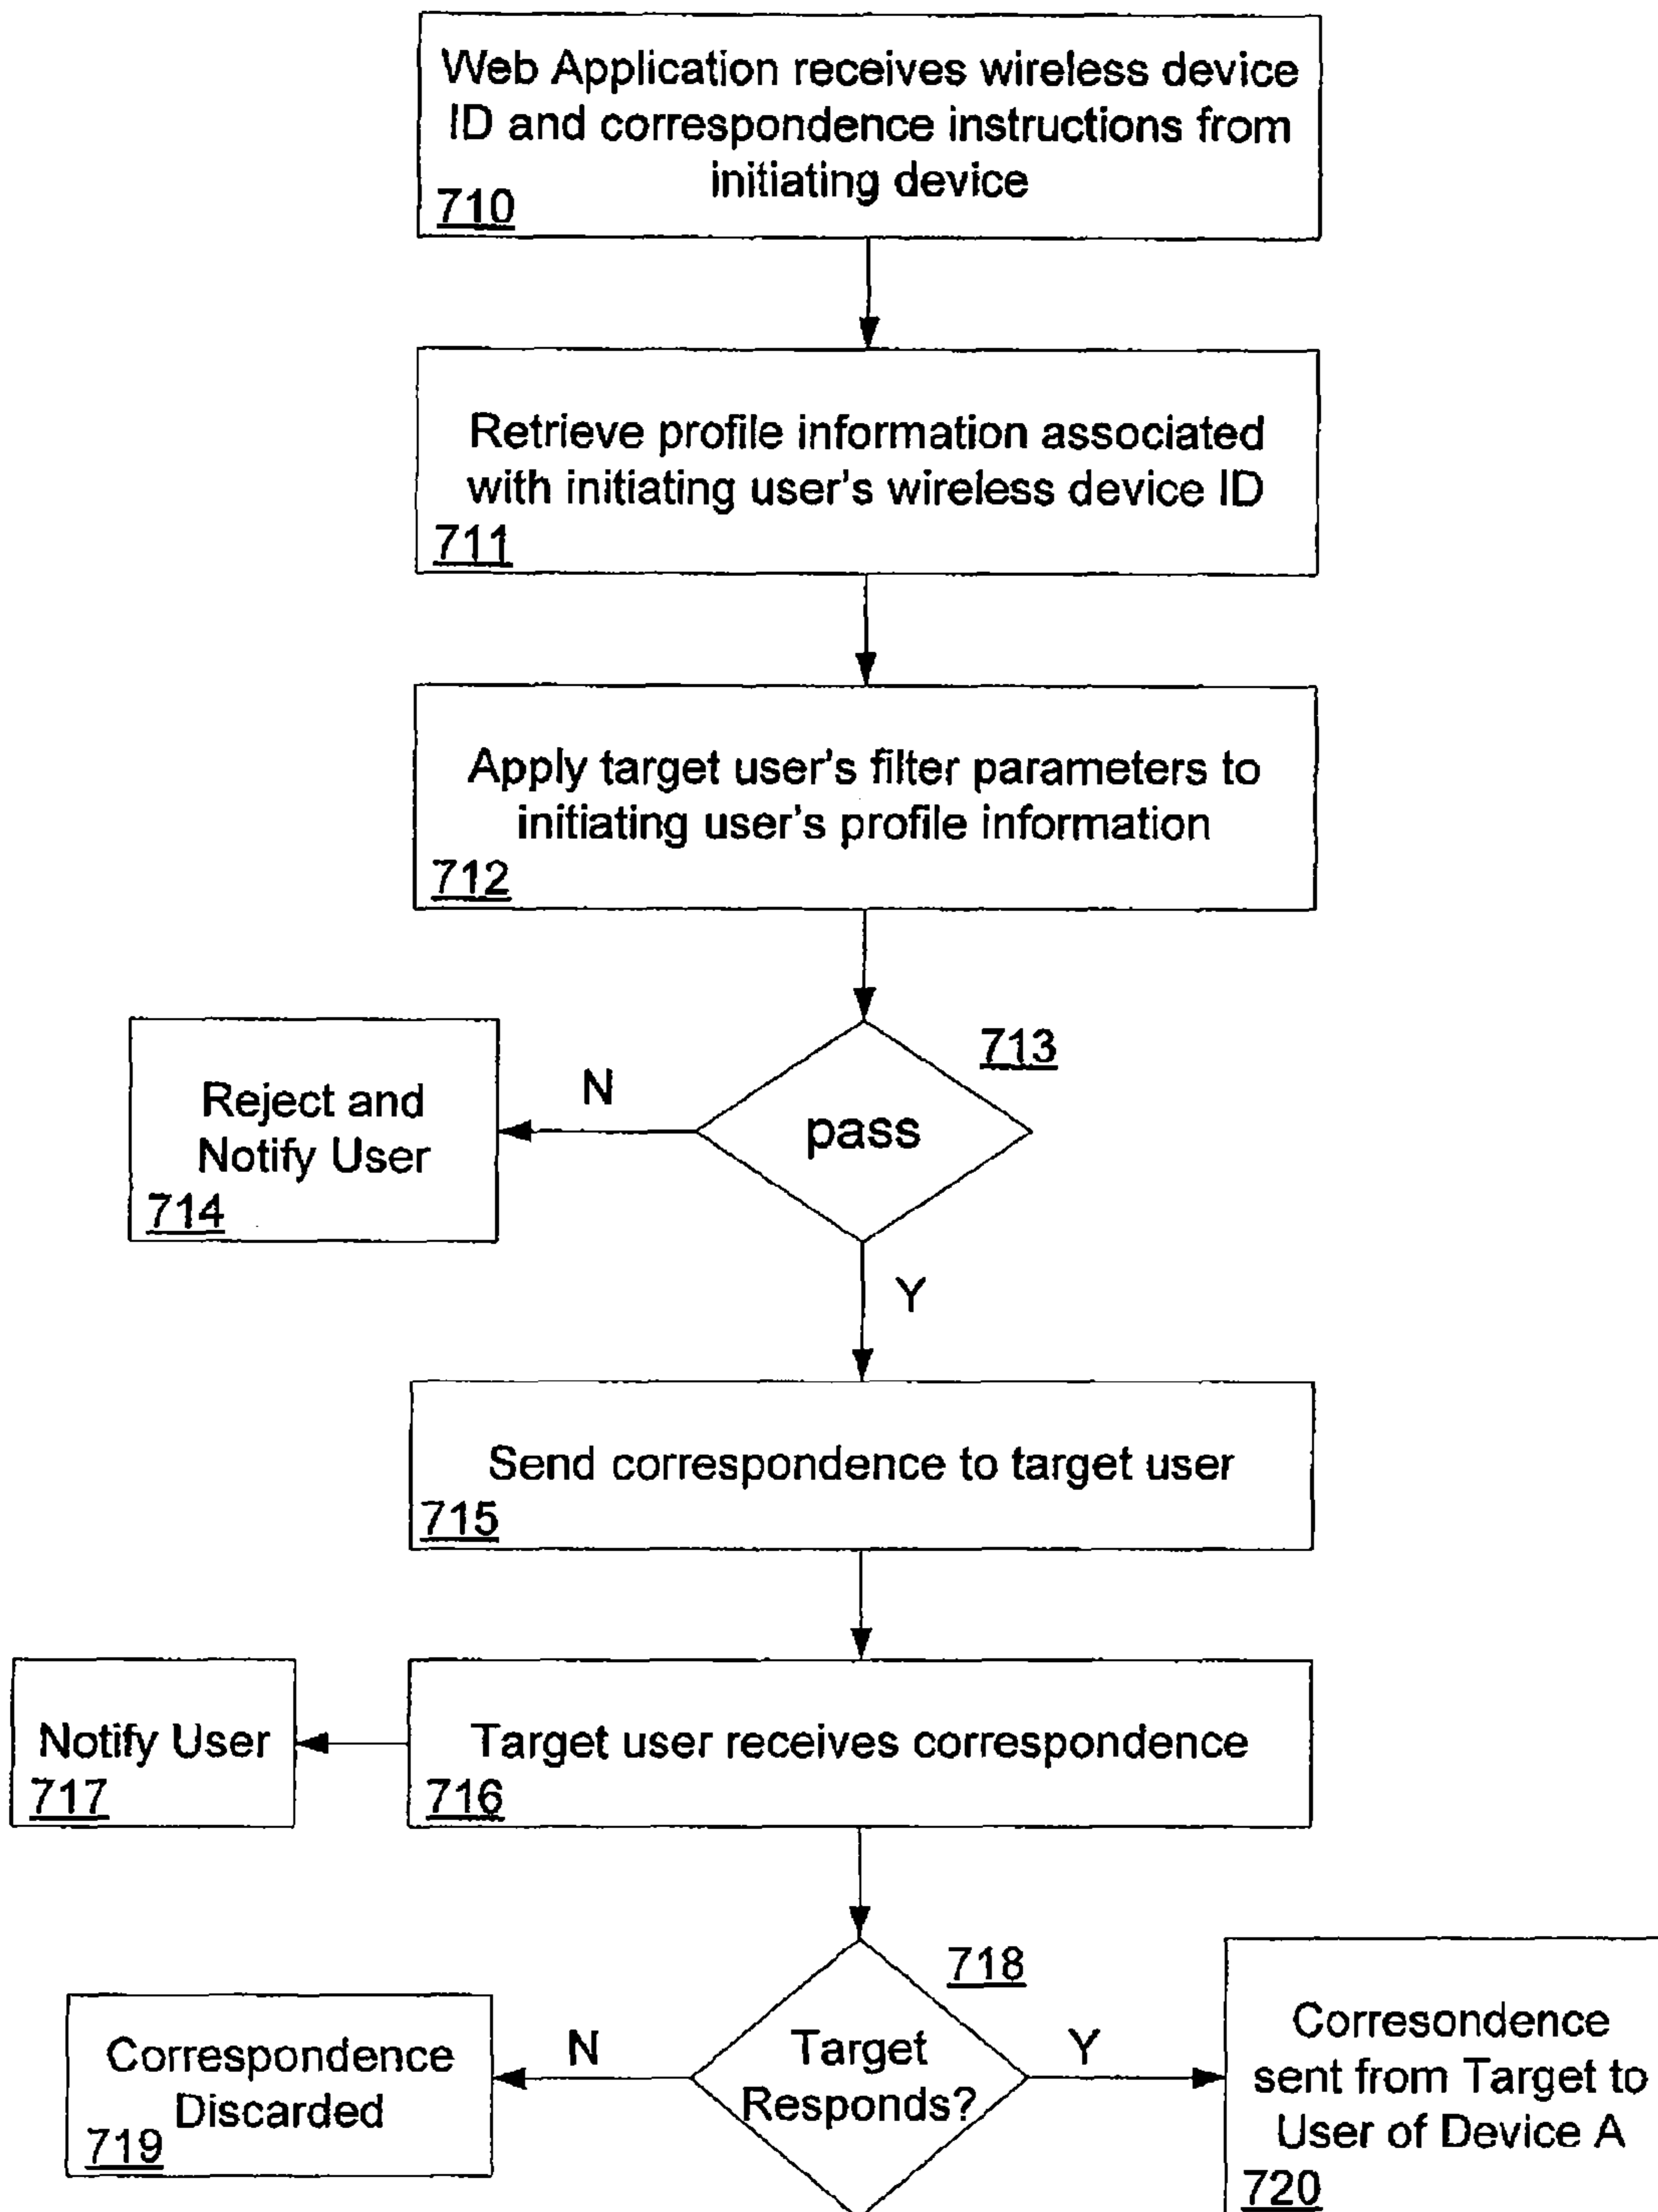 Web Application receives wireless device
ID and correspondence instructions from
initiating device
710
Retrieve profile information associated
with initiating user's wireless device ID
711
Apply target user's filter parameters to
initiating user's profile information
712
713
pass
N
Reject and
Notify User
714
Y
Send correspondence to target user
715
Target user receives correspondence
716
Notify User
717
718
Target
Responds?
N
Correspondence
Discarded
719
Y
Corresondence
sent from Target to
User of Device A
720